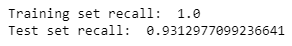 Training set recall:  1.0
Test set recall:  0.9312977099236641